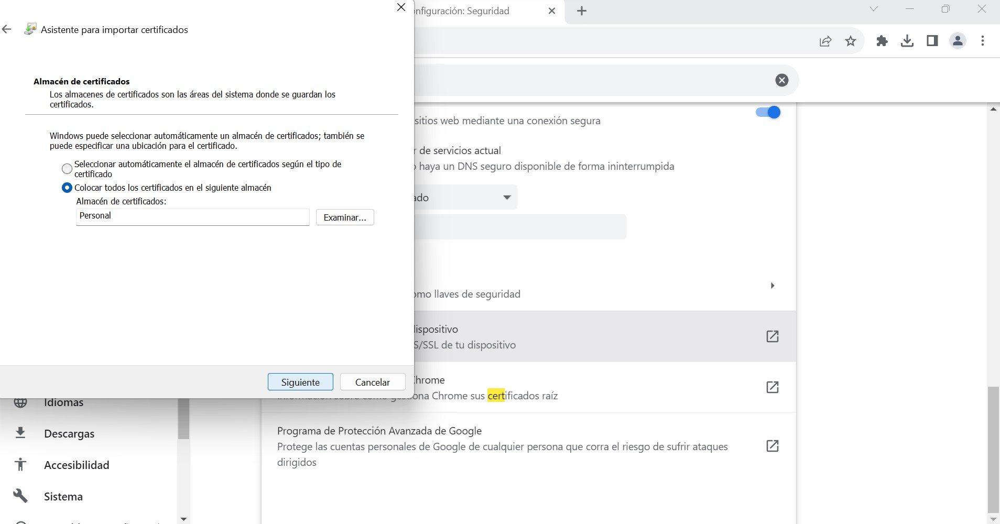 Asistente para importar certificados
Almacén de certificados
Los almacenes de certificados son las áreas del sistema donde se guardan los
certificados.
Windows puede seleccionar automáticamente un almacén de certificados; también se
puede especificar una ubicación para el certificado.
Seleccionar automáticamente el almacén de certificados según el tipo de
certificado
Colocar todos los certificados en el siguiente almacén
Almacén de certificados:
Personal
Examinar...
Siguiente
Cancelar
nfiguración: Seguridad
sitios web mediante una conexión segura
r de servicios actual
haya un DNS seguro disponible de forma ininterrumpida
ado
omo llaves de seguridad
dispositivo
S/SSL de tu dispositivo
Chrome
Chrome sus certificados raíz
Programa de Protección Avanzada de Google
Protege las cuentas personales de Google de cualquier persona que corra el riesgo de sufrir ataques
dirigidos
Idiomas
Descargas
Accesibilidad
Sistema